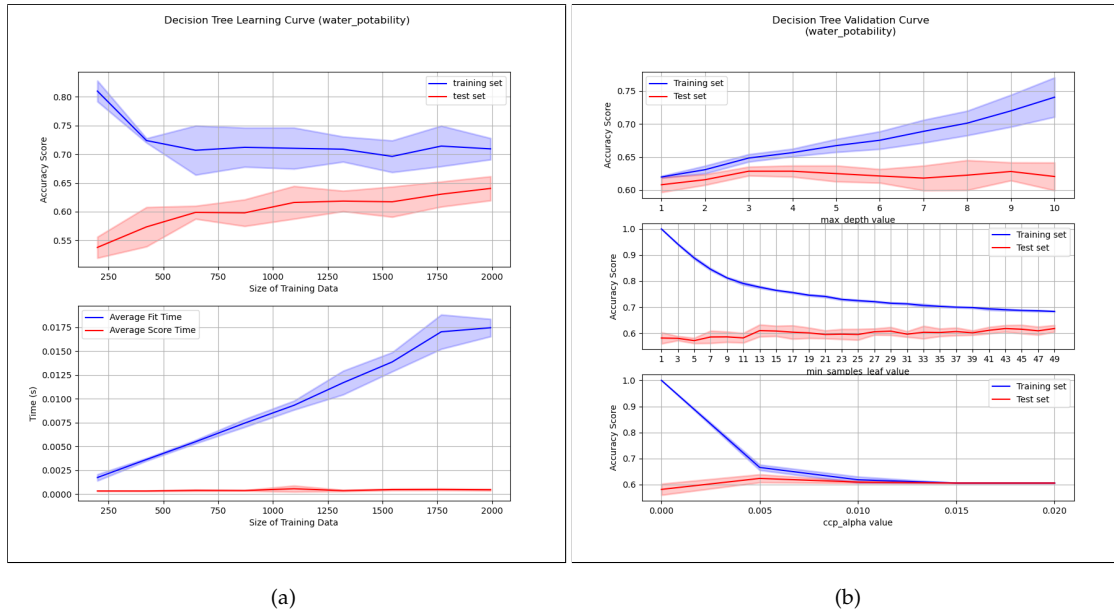 Decision Tree Learning Curve (water_potability)
training set
test set
0.80
0.75
0.70
0.65
0.60
0.55
Accuracy Score
250 500 750 1000 1250 1500 1750 2000
Size of Training Data
Average Fit Time
Average Score Time
0.0175
0.0150
0.0125
0.0100
0.0075
0.0050
0.0025
0.0000
Time (s)
250 500 750 1000 1250 1500 1750 2000
Size of Training Data
(a)
Decision Tree Validation Curve
(water_potability)
Training set
Test set
0.75
0.70
0.65
0.60
Accuracy Score
1 2 3 4 5 6 7 8 9 10
max_depth value
Training set
Test set
1.0
0.9
0.8
0.7
0.6
Accuracy Score
1 3 5 7 9 11 13 15 17 19 21 23 25 27 29 31 33 35 37 39 41 43 45 47 49
min_samples_leaf value
Training set
Test set
1.0
0.9
0.8
0.7
0.6
Accuracy Score
0.000 0.005 0.010 0.015 0.020
ccp_alpha value
(b)